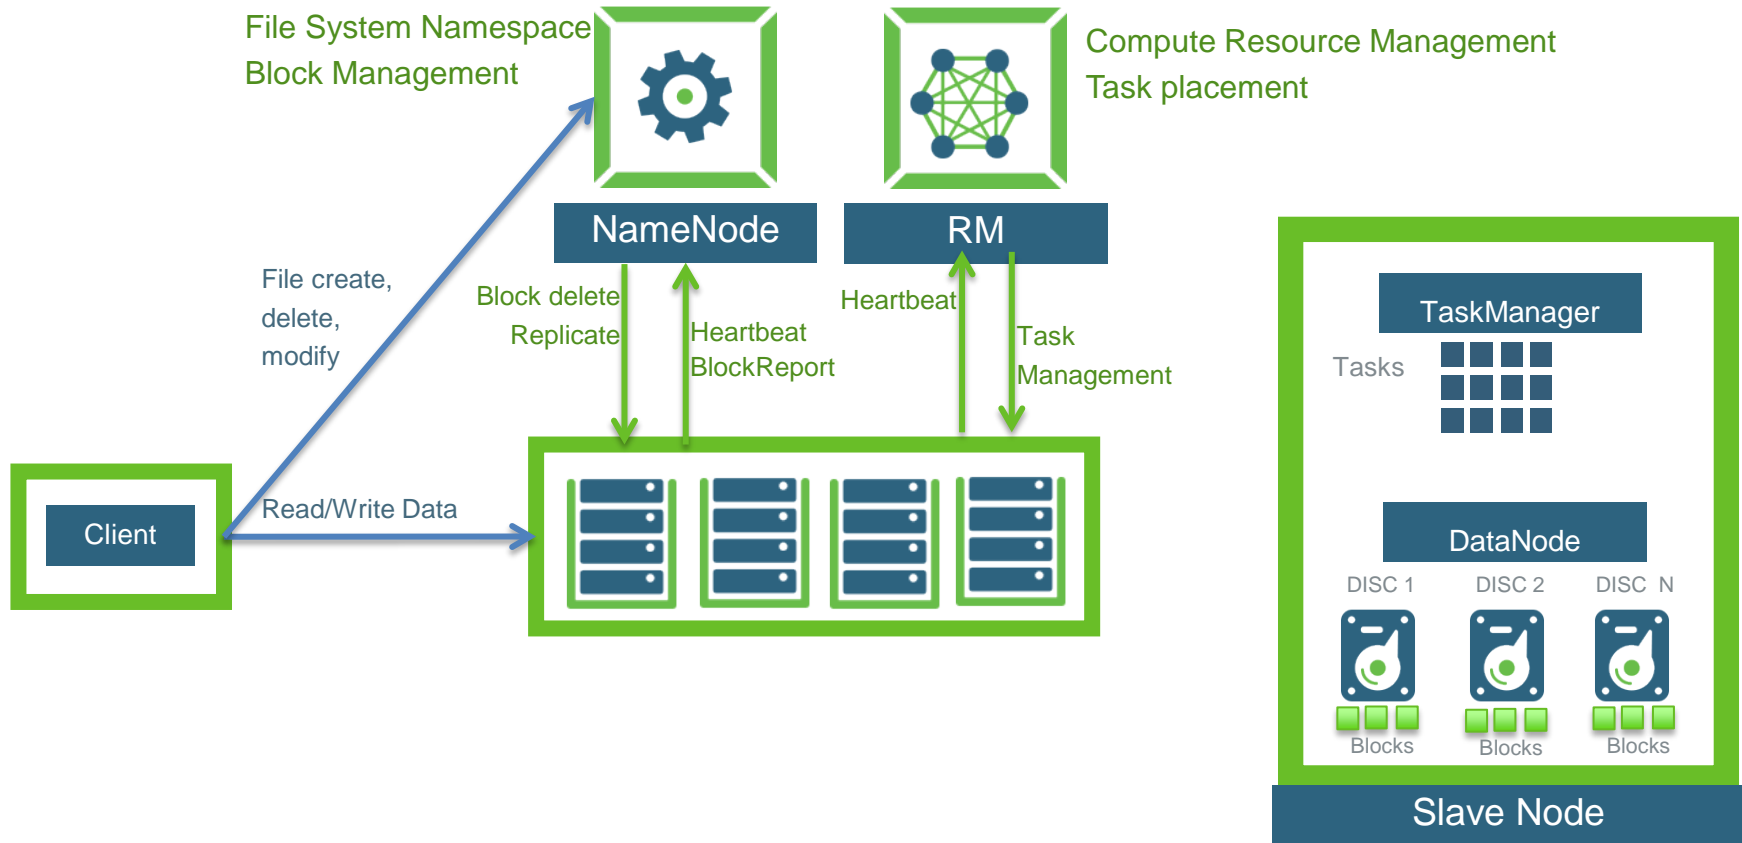 File System Namespace
Block Management
Compute Resource Management
Task placement
NameNode
RM
File create,
delete,
modify
Block delete
Replicate
Heartbeat
BlockReport
Heartbeat
Task
Management
Read/Write Data
Client
TaskManager
Tasks
DataNode
DISC 1
DISC 2
DISC N
Blocks
Blocks
Blocks
Slave Node